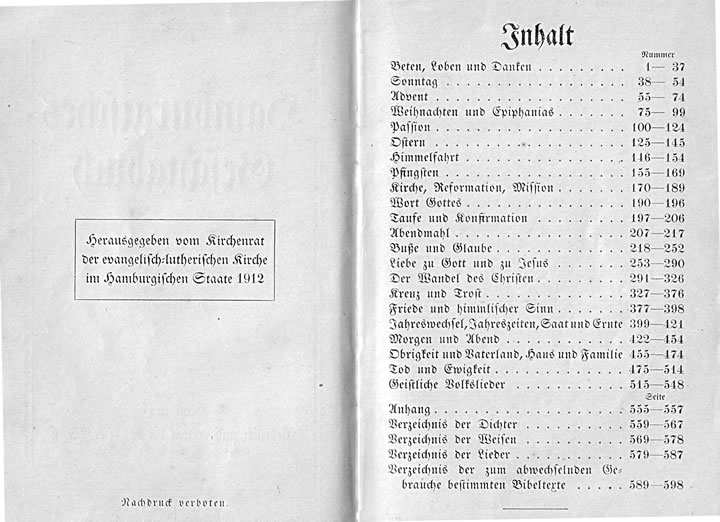 Herausgegeben vom Kirchenrat
der evangelisch-lutherischen Kirche
im Hamburgischen Staate 1912
Nachdruck verboten.
Inhalt
Nummer
Beten, Loben und Danken . . . . . . . . . 1— 37
Sonntag . . . . . . . . . . . . . . . . . . 38— 54
Advent . . . . . . . . . . . . . . . . . . . 55— 74
Weihnachten und Epiphanias . . . . . . . 75— 99
Passion . . . . . . . . . . . . . . . . . . . 100—124
Ostern . . . . . . . . . . . . . . . . . . . 125—145
Himmelfahrt . . . . . . . . . . . . . . . . 146—154
Pfingsten . . . . . . . . . . . . . . . . . . 155—169
Kirche, Reformation, Mission . . . . . . . 170—189
Wort Gottes . . . . . . . . . . . . . . . . 190—196
Taufe und Konfirmation . . . . . . . . . 197—206
Abendmahl . . . . . . . . . . . . . . . . . 207—217
Buße und Glaube . . . . . . . . . . . . . 218—252
Liebe zu Gott und zu Jesus . . . . . . . . 253—290
Der Wandel des Christen . . . . . . . . . 291—326
Kreuz und Trost . . . . . . . . . . . . . . 327—376
Friede und himmlischer Sinn . . . . . . . 377—398
Jahreswechsel, Jahreszeiten, Saat und Ernte 399—421
Morgen und Abend . . . . . . . . . . . . 422—454
Obrigkeit und Vaterland, Haus und Familie 455—474
Tod und Ewigkeit . . . . . . . . . . . . . 475—514
Geistliche Volkslieder . . . . . . . . . . . 515—548
Seite
Anhang . . . . . . . . . . . . . . . . . . . 555—557
Verzeichnis der Dichter . . . . . . . . . . 559—567
Verzeichnis der Weisen . . . . . . . . . . 569—578
Verzeichnis der Lieder . . . . . . . . . . . 579—587
Verzeichnis der zum abwechselnden Ge-
brauche bestimmten Bibeltexte . . . . . 589—598